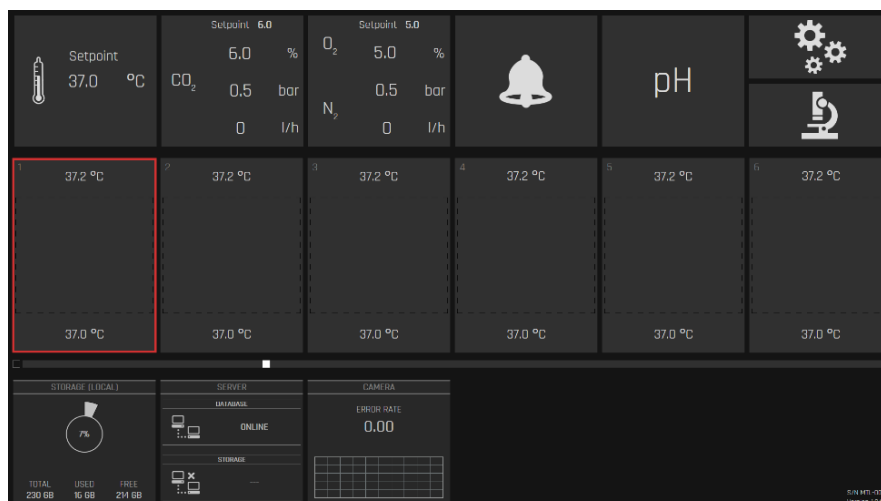 Setpoint
37.0 °C
Setpoint 6.0
CO2
6.0 %
0.5 bar
0 l/h
Setpoint 5.0
O2
5.0 %
N2
0.5 bar
0 l/h
pH
1
37.2 °C
37.0 °C
2
37.2 °C
37.0 °C
3
37.2 °C
37.0 °C
4
37.2 °C
37.0 °C
5
37.2 °C
37.0 °C
6
37.2 °C
37.0 °C
STORAGE (LOCAL)
7%
TOTAL USED FREE
230 GB 16 GB 214 GB
SERVER
DATABASE
ONLINE
STORAGE
---
CAMERA
ERROR RATE
0.00
S/N MTL-03